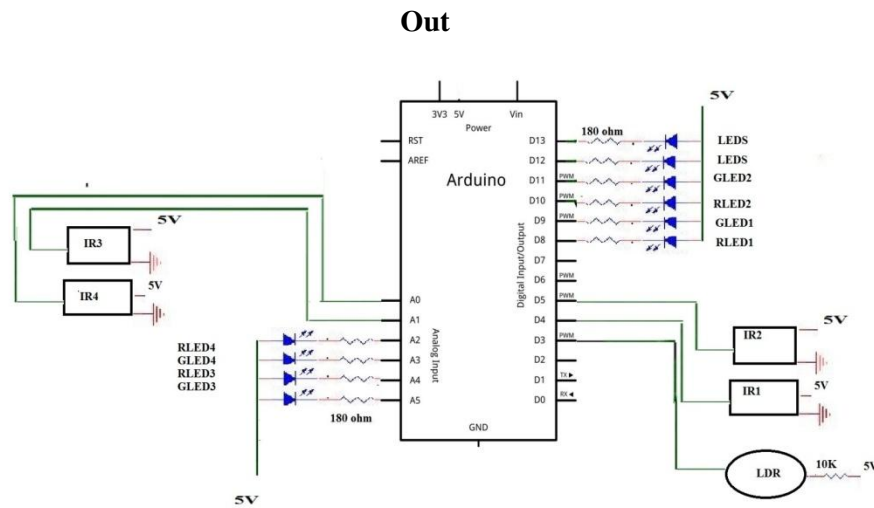 Out
5V
3V3 5V
Vin
Power
180 ohm
RST
D13
LEDS
AREF
D12
LEDS
Arduino
PWM
D11
GLED2
PWM
D10
RLED2
PWM
D9
GLED1
D8
RLED1
5V
IR3
D7
PWM
D6
Digital Input/Output
5V
IR4
A0
PWM
D5
A1
D4
5V
IR2
RLED4
A2
PWM
D3
GLED4
A3
Analog Input
D2
RLED3
A4
TX
D1
5V
IR1
GLED3
A5
RX
D0
180 ohm
GND
LDR
10K
5V
5V